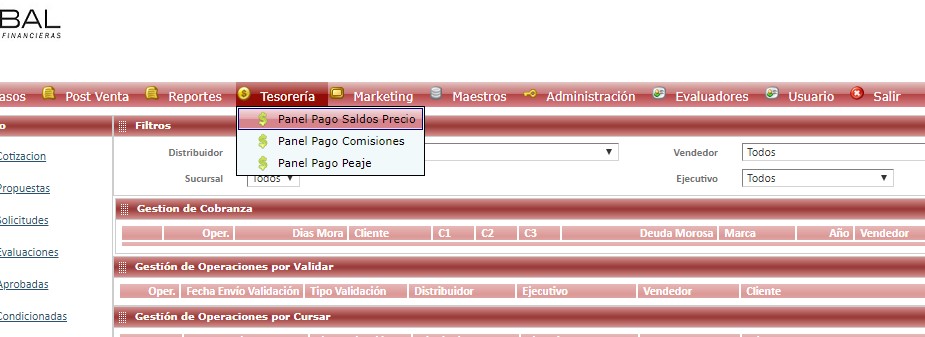 BAL
FINANCIERAS
asos Post Venta Reportes Tesorería Marketing Maestros Administración Evaluadores Usuario Salir
Panel Pago Saldos Precio
Panel Pago Comisiones
Panel Pago Peaje
o
Cotizacion
Propuestas
Solicitudes
Evaluaciones
Aprobadas
Condicionadas
Filtros
Distribuidor Vendedor Todos
Sucursal Todos Ejecutivo Todos
Gestion de Cobranza
Oper. Dias Mora Cliente C1 C2 C3 Deuda Morosa Marca Año Vendedor
Gestión de Operaciones por Validar
Oper. Fecha Envío Validación Tipo Validación Distribuidor Ejecutivo Vendedor Cliente
Gestión de Operaciones por Cursar